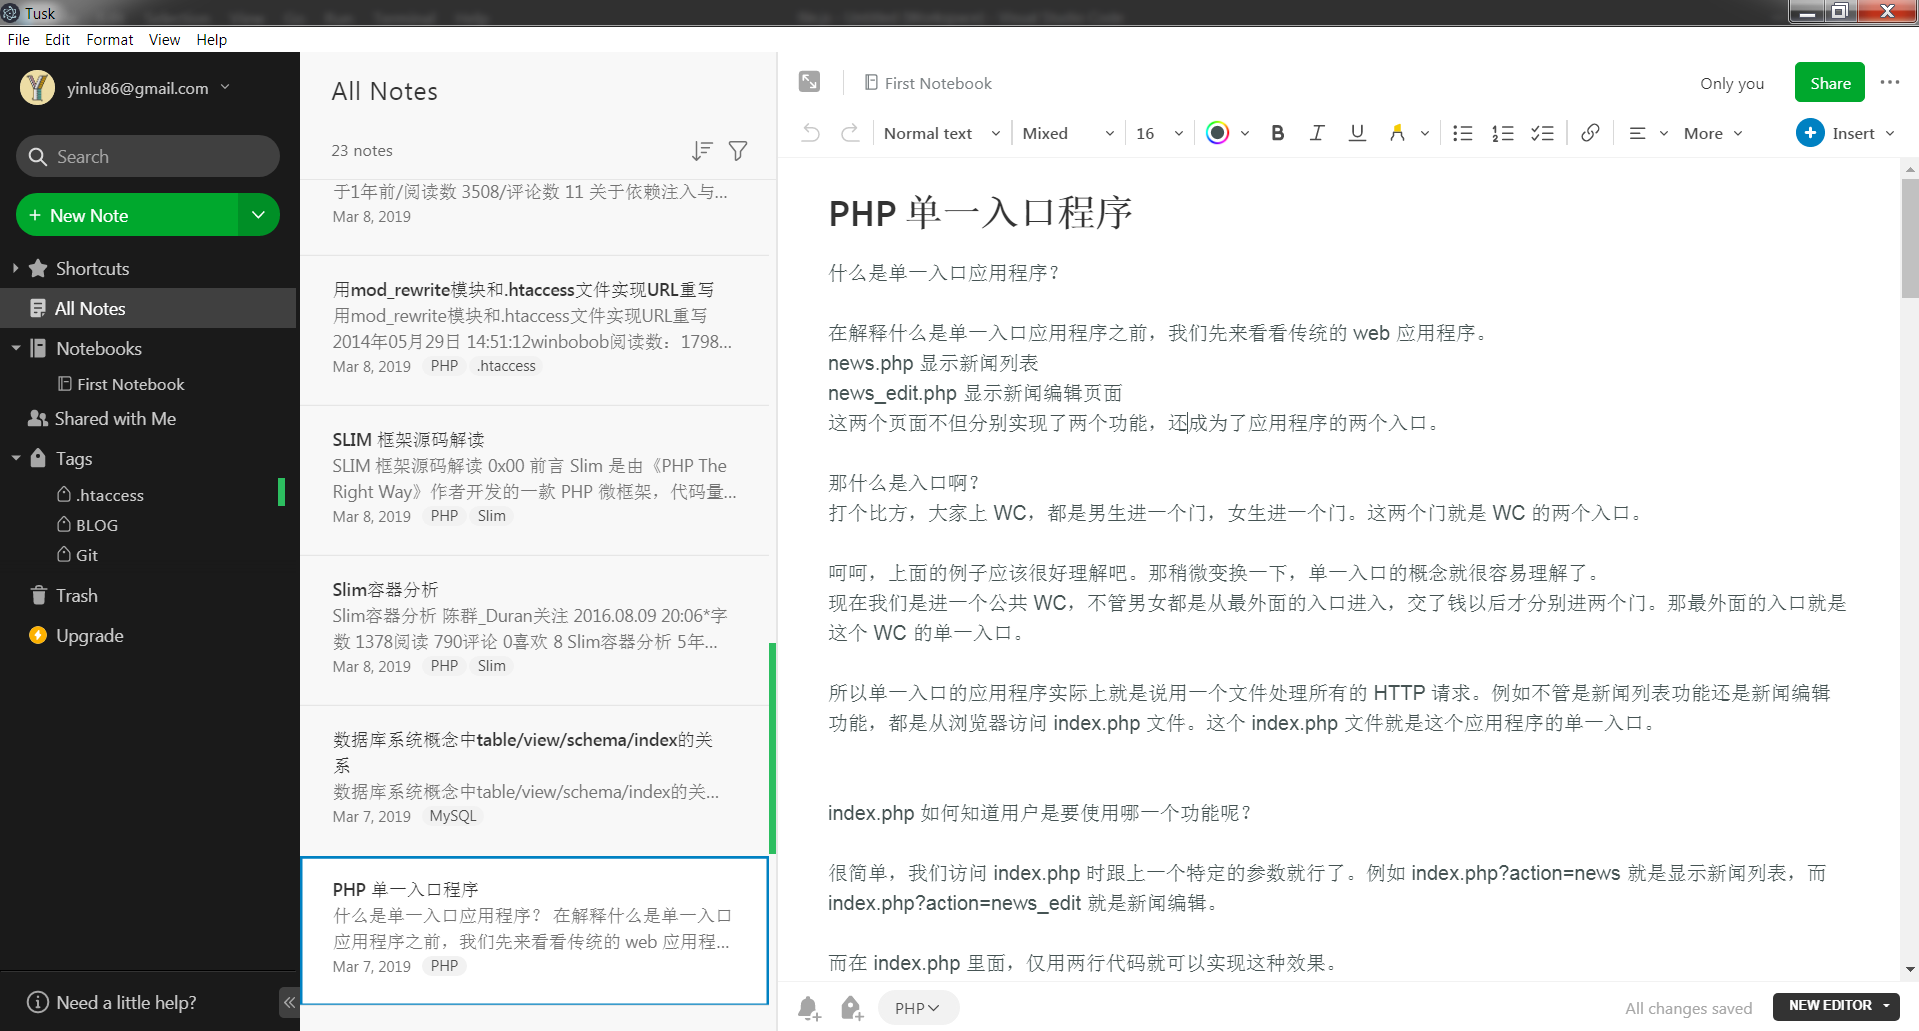 Tusk
File Edit Format View Help
yinlu86@gmail.com
Search
+ New Note
Shortcuts
All Notes
Notebooks
First Notebook
Shared with Me
Tags
.htaccess
BLOG
Git
Trash
Upgrade
Need a little help?
All Notes
23 notes
于1年前/阅读数 3508/评论数 11 关于依赖注入与...
Mar 8, 2019
用mod_rewrite模块和.htaccess文件实现URL重写
用mod_rewrite模块和.htaccess文件实现URL重写
2014年05月29日 14:51:12winbobob阅读数：1798...
Mar 8, 2019 PHP .htaccess
SLIM 框架源码解读
SLIM 框架源码解读 0x00 前言 Slim 是由《PHP The
Right Way》作者开发的一款 PHP 微框架，代码量...
Mar 8, 2019 PHP Slim
Slim容器分析
Slim容器分析 陈群_Duran关注 2016.08.09 20:06*字
数 1378阅读 790评论 0喜欢 8 Slim容器分析 5年...
Mar 8, 2019 PHP Slim
数据库系统概念中table/view/schema/index的关
系
数据库系统概念中table/view/schema/index的关...
Mar 7, 2019 MySQL
PHP 单一入口程序
什么是单一入口应用程序？ 在解释什么是单一入口
应用程序之前，我们先来看看传统的 web 应用程...
Mar 7, 2019 PHP
First Notebook
Only you
Share
Normal text Mixed 16 B I U A More Insert
PHP 单一入口程序
什么是单一入口应用程序？
在解释什么是单一入口应用程序之前，我们先来看看传统的 web 应用程序。
news.php 显示新闻列表
news_edit.php 显示新闻编辑页面
这两个页面不但分别实现了两个功能，还成为了应用程序的两个入口。
那什么是入口啊？
打个比方，大家上 WC，都是男生进一个门，女生进一个门。这两个门就是 WC 的两个入口。
呵呵，上面的例子应该很好理解吧。那稍微变换一下，单一入口的概念就很容易理解了。
现在我们是进一个公共 WC，不管男女都是从最外面的入口进入，交了钱以后才分别进两个门。那最外面的入口就是
这个 WC 的单一入口。
所以单一入口的应用程序实际上就是说用一个文件处理所有的 HTTP 请求。例如不管是新闻列表功能还是新闻编辑
功能，都是从浏览器访问 index.php 文件。这个 index.php 文件就是这个应用程序的单一入口。
index.php 如何知道用户是要使用哪一个功能呢？
很简单，我们访问 index.php 时跟上一个特定的参数就行了。例如 index.php?action=news 就是显示新闻列表，而
index.php?action=news_edit 就是新闻编辑。
而在 index.php 里面，仅用两行代码就可以实现这种效果。
PHP
All changes saved
NEW EDITOR